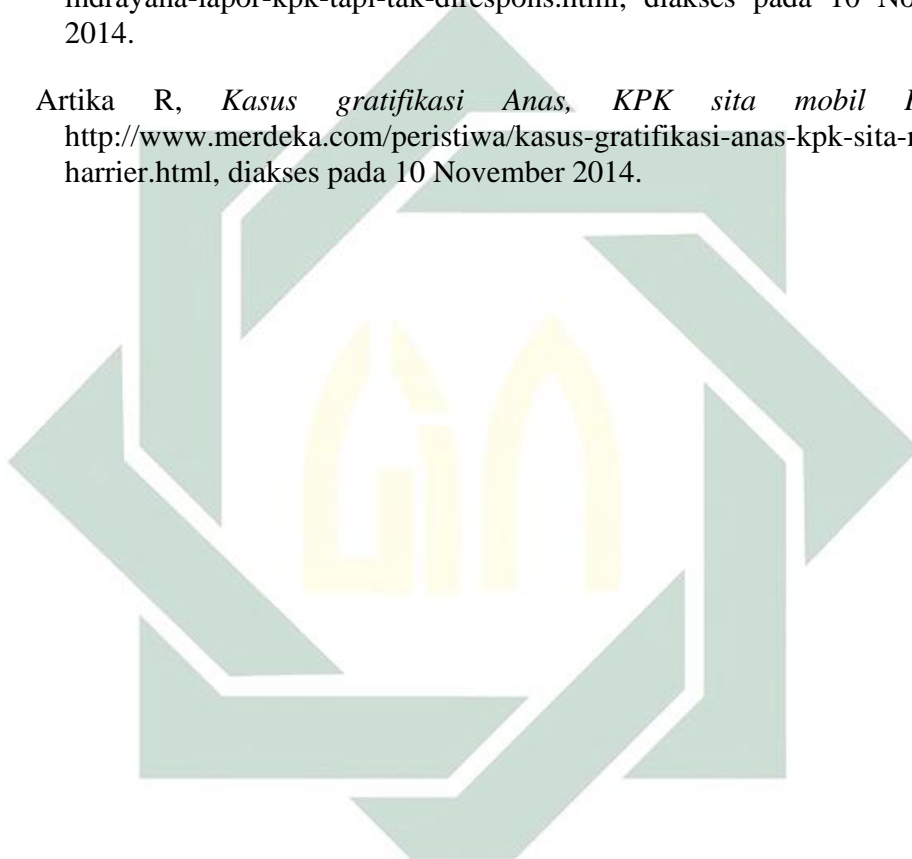 indrayana-lapor-kpk-tapi-tak-direspons.html, diakses pada 10 No
2014.
Artika R, Kasus gratifikasi Anas, KPK sita mobil
http://www.merdeka.com/peristiwa/kasus-gratifikasi-anas-kpk-sita-
harrier.html, diakses pada 10 November 2014.